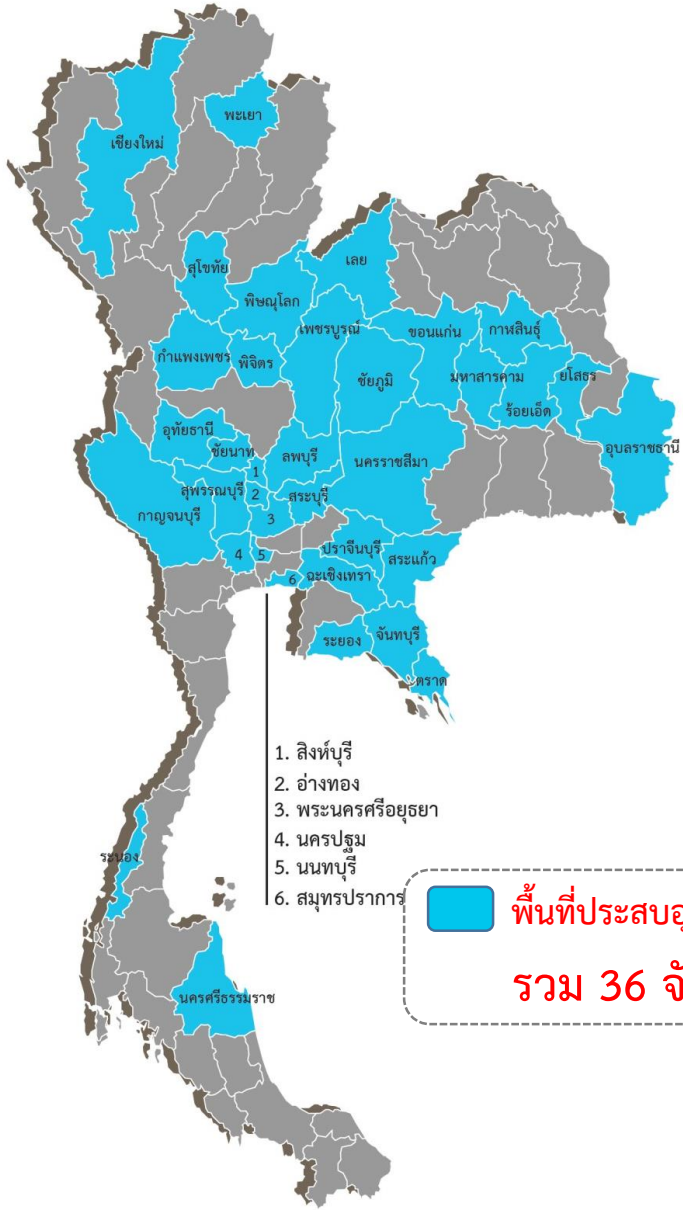 พะเยา
เชียงใหม่
เลย
สุโขทัย
พิษณุโลก
เพชรบูรณ์
ขอนแก่น
กาฬสินธุ์
กำแพงเพชร
พิจิตร
ชัยภูมิ
มหาสารคาม
ยโสธร
ร้อยเอ็ด
อุทัยธานี
ชัยนาท
ลพบุรี
นครราชสีมา
อุบลราชธานี
1
สุพรรณบุรี
2
สระบุรี
กาญจนบุรี
3
ปราจีนบุรี
สระแก้ว
4
5
6
ฉะเชิงเทรา
ระยอง
จันทบุรี
ตราด
1. สิงห์บุรี
2. อ่างทอง
3. พระนครศรีอยุธยา
4. นครปฐม
5. นนทบุรี
6. สมุทรปราการ
ระนอง
นครศรีธรรมราช
พื้นที่ประสบ
รวม 36